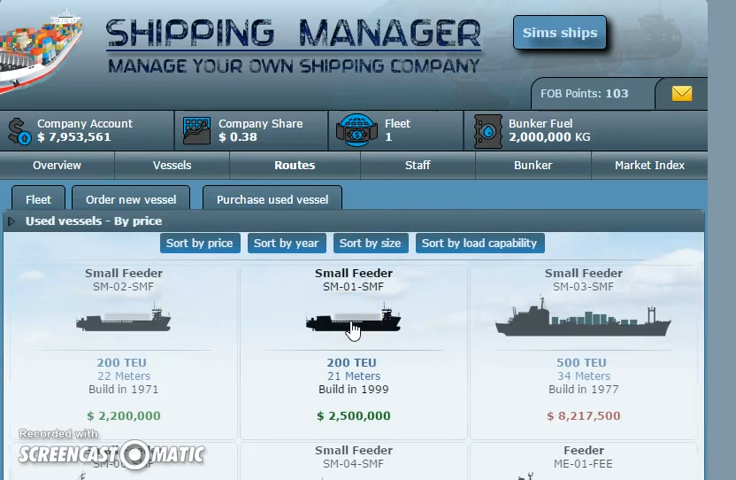 SHIPPING MANAGER
MANAGE YOUR OWN SHIPPING COMPANY
Sims ships
FOB Points: 103
Company Account
$ 7,953,561
Company Share
$ 0.38
Fleet
1
Bunker Fuel
2,000,000 KG
Overview
Vessels
Routes
Staff
Bunker
Market Index
Fleet
Order new vessel
Purchase used vessel
Used vessels - By price
Sort by price
Sort by year
Sort by size
Sort by load capability
Small Feeder
SM-02-SMF
200 TEU
22 Meters
Build in 1971
$ 2,200,000
Small Feeder
SM-01-SMF
200 TEU
21 Meters
Build in 1999
$ 2,500,000
Small Feeder
SM-03-SMF
500 TEU
34 Meters
Build in 1977
$ 8,217,500
Recorded with
SCREENCAST O MATIC
Small Feeder
SM-04-SMF
Feeder
ME-01-FEE